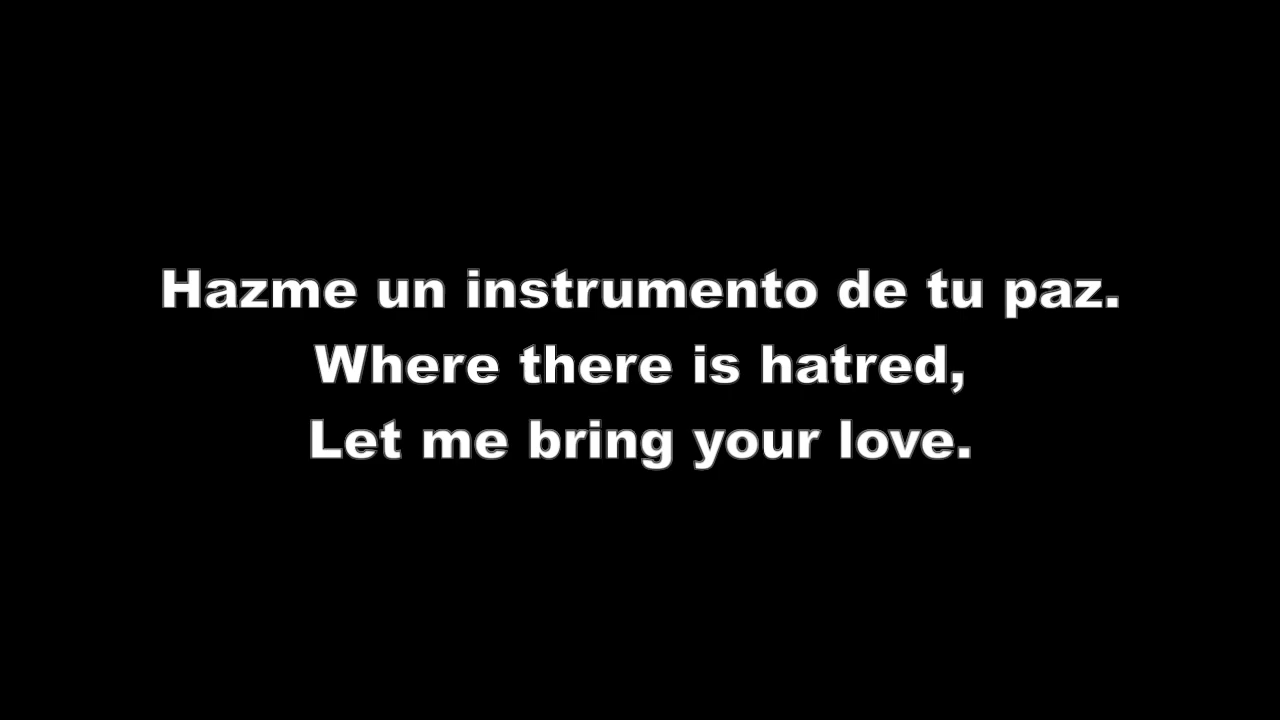 Hazme un instrumento de tu paz.
Where there is hatred,
Let me bring your love.